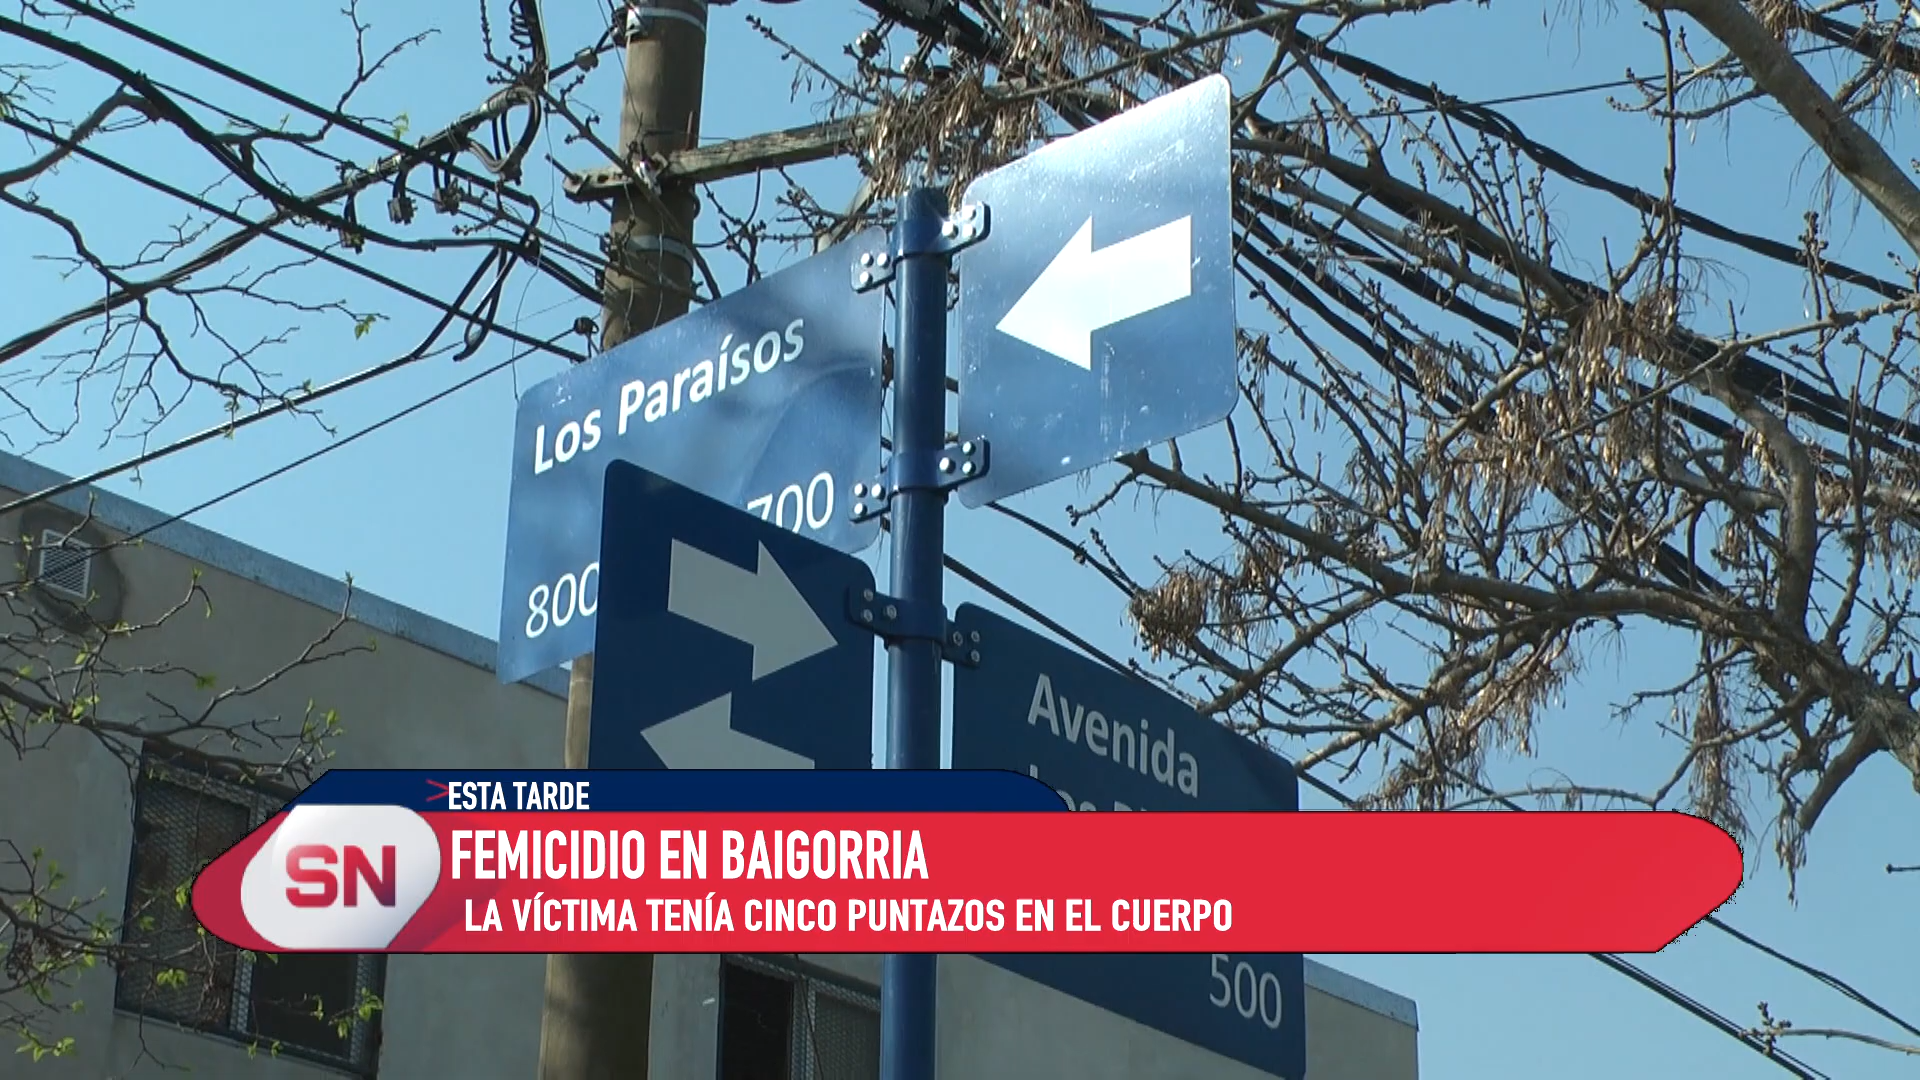 Los Paraísos
700
800
Avenida
500
ESTA TARDE
SN
FEMICIDIO EN BAIGORRIA
LA VÍCTIMA TENÍA CINCO PUNTAZOS EN EL CUERPO